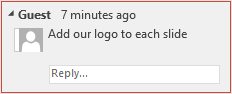 Guest 7 minutes ago
Add our logo to each slide
Reply...